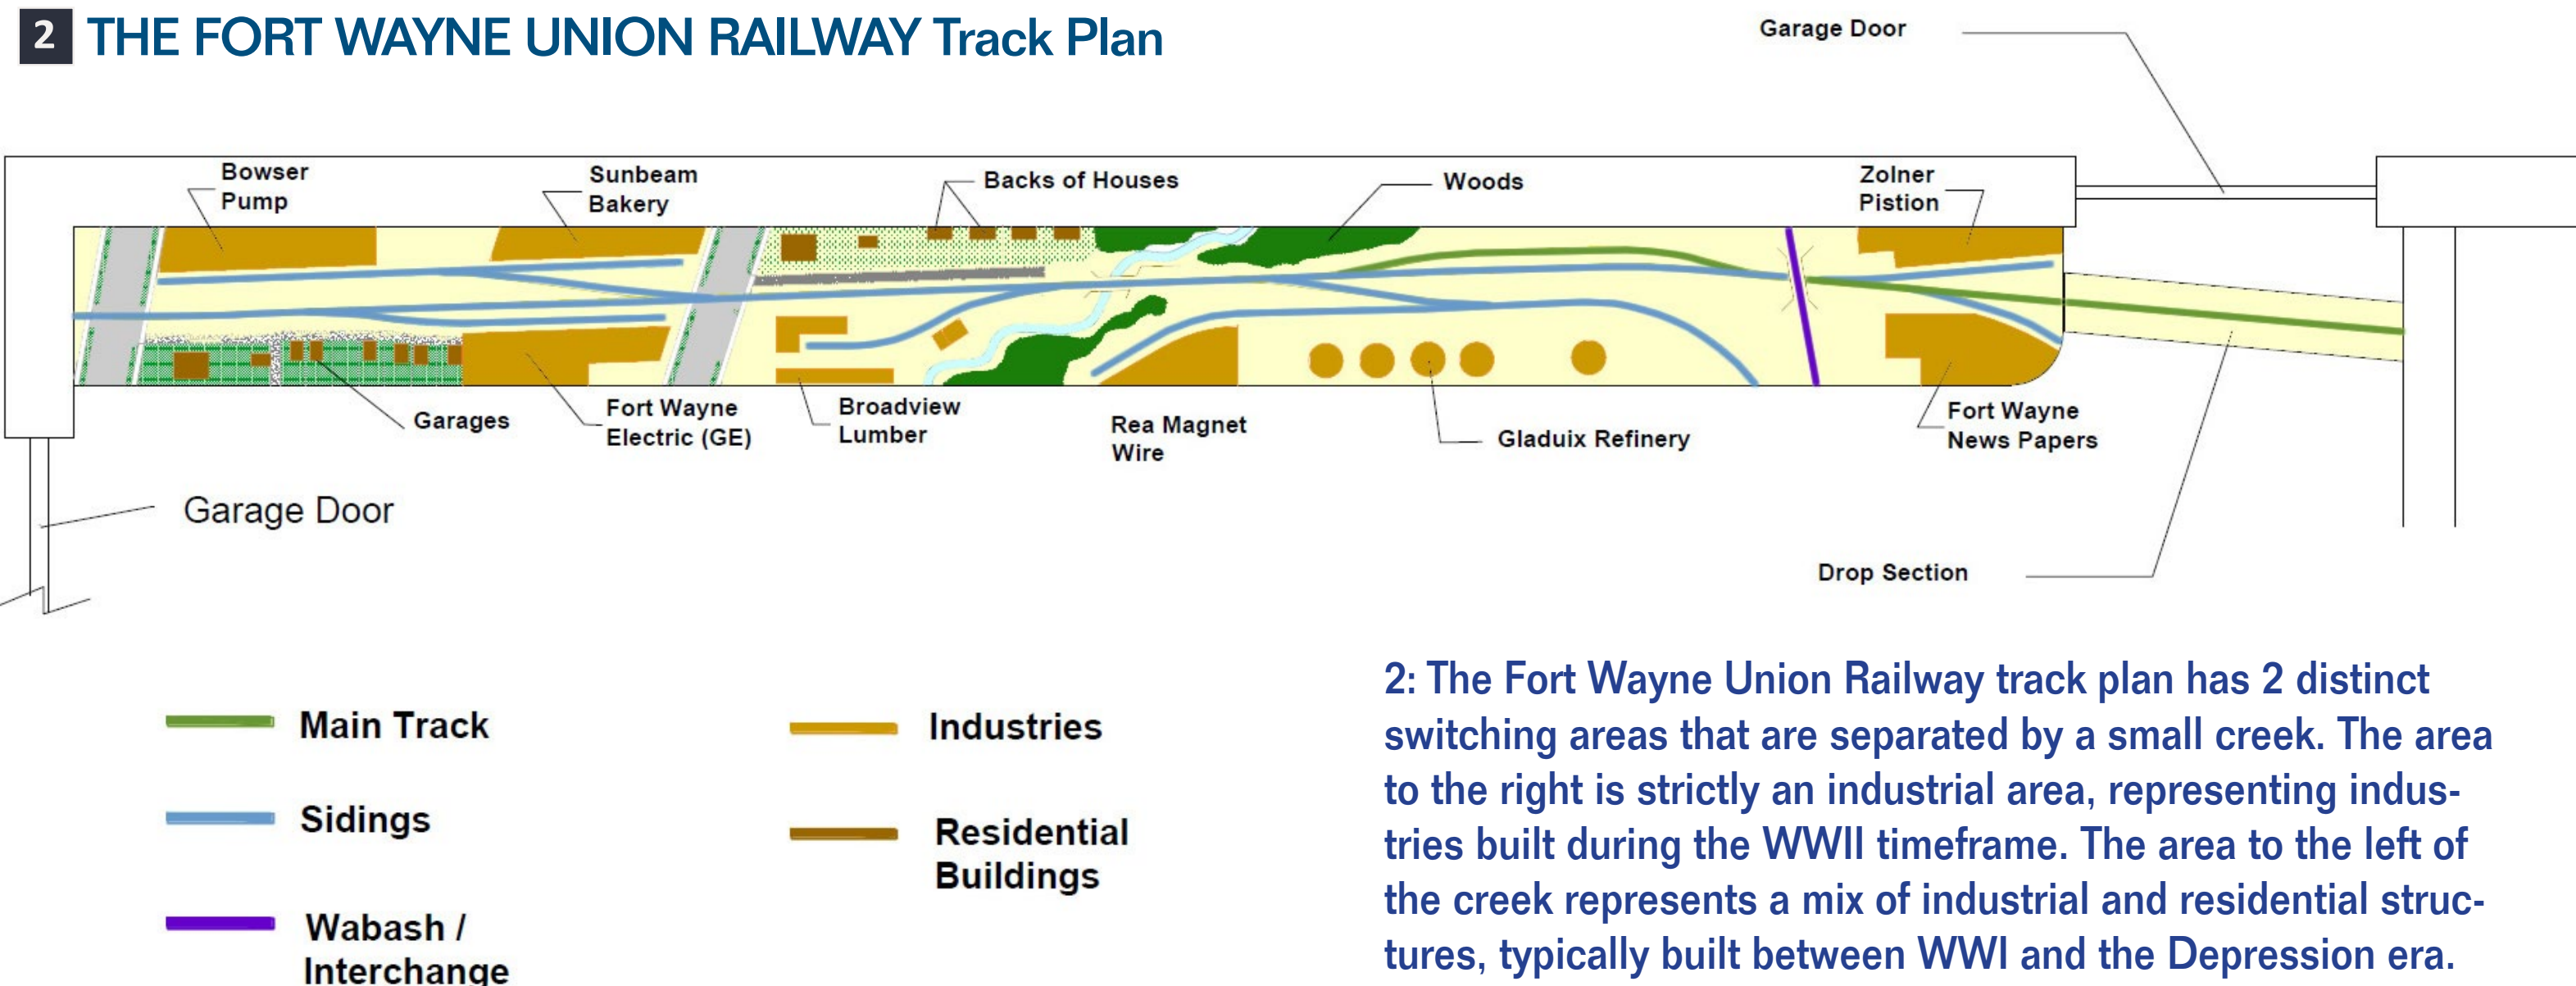 2 THE FORT WAYNE UNION RAILWAY Track Plan
Garage Door
Bowser
Pump
Sunbeam
Bakery
Backs of Houses
Woods
Zolner
Pistion
Garages
Fort Wayne
Electric (GE)
Broadview
Lumber
Rea Magnet
Wire
Gladuix Refinery
Fort Wayne
News Papers
Garage Door
Drop Section
Main Track
Sidings
Wabash /
Interchange
Industries
Residential
Buildings
2: The Fort Wayne Union Railway track plan has 2 distinct
switching areas that are separated by a small creek. The area
to the right is strictly an industrial area, representing indus-
tries built during the WWII timeframe. The area to the left of
the creek represents a mix of industrial and residential struc-
tures, typically built between WWI and the Depression era.